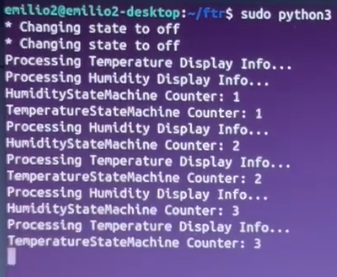 emilio2@emilio2-desktop:~/ftr$ sudo python3
* Changing state to off
* Changing state to off
Processing Temperature Display Info...
Processing Humidity Display Info...
HumidityStateMachine Counter: 1
TemperatureStateMachine Counter: 1
Processing Humidity Display Info...
HumidityStateMachine Counter: 2
Processing Temperature Display Info...
TemperatureStateMachine Counter: 2
Processing Humidity Display Info...
HumidityStateMachine Counter: 3
Processing Temperature Display Info...
TemperatureStateMachine Counter: 3